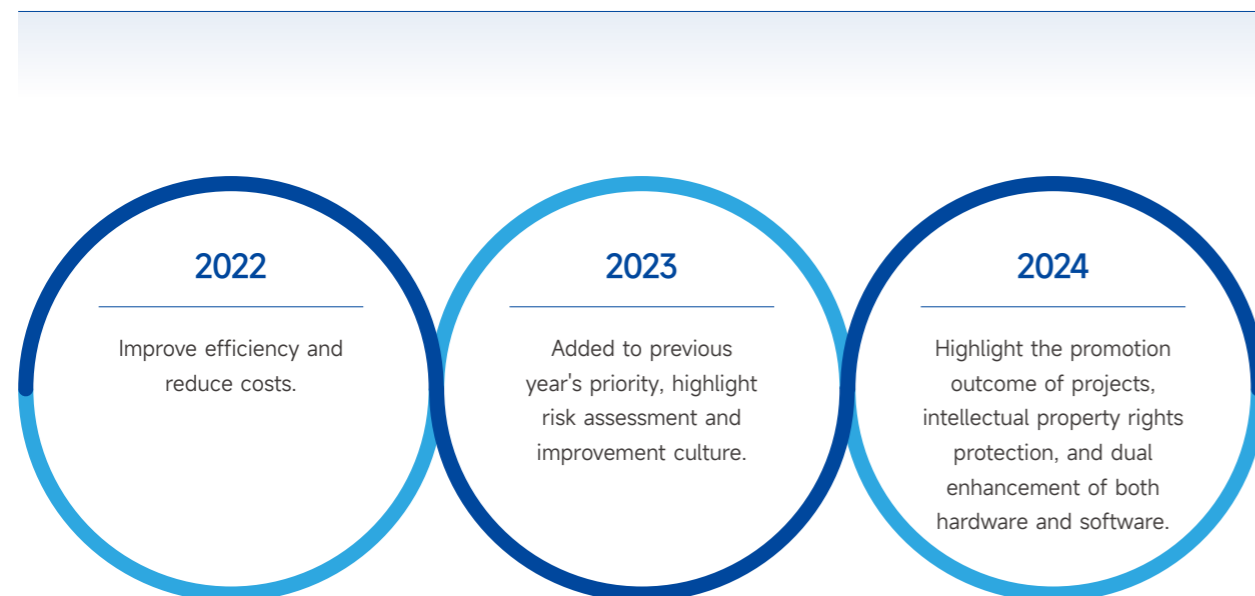 2022
Improve efficiency and
reduce costs.
2023
Added to previous
year's priority, highlight
risk assessment and
improvement culture.
2024
Highlight the promotion
outcome of projects,
intellectual property rights
protection, and dual
enhancement of both
hardware and software.